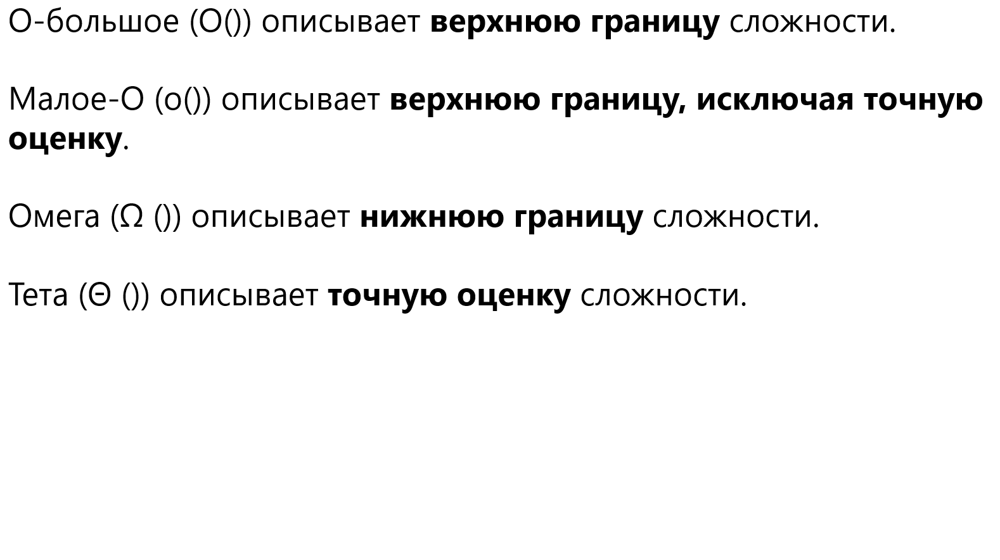 О-большое (О()) описывает верхнюю границу сложности.
Малое-О (о()) описывает верхнюю границу, исключая точную
оценку.
Омега (Ω ()) описывает нижнюю границу сложности.
Тета (Θ ()) описывает точную оценку сложности.